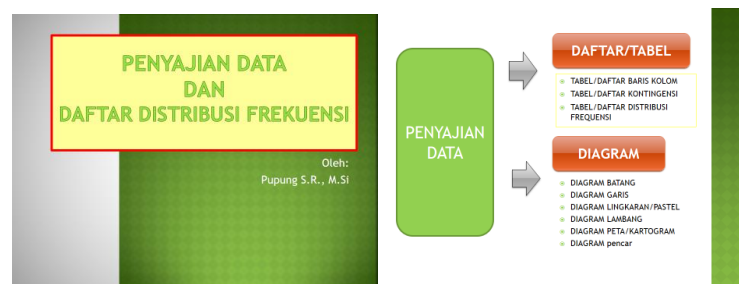 PENYAJIAN DATA
DAN
DAFTAR DISTRIBUSI FREKUENSI
Oleh:
Pupung S.R., M.Si
PENYAJIAN
DATA
DAFTAR/TABEL
TABEL/DAFTAR BARIS KOLOM
TABEL/DAFTAR KONTINGENSI
TABEL/DAFTAR DISTRIBUSI
FREQUENSI
DIAGRAM
DIAGRAM BATANG
DIAGRAM GARIS
DIAGRAM LINGKARAN/PASTEL
DIAGRAM LAMBANG
DIAGRAM PETA/KARTOGRAM
DIAGRAM pencar